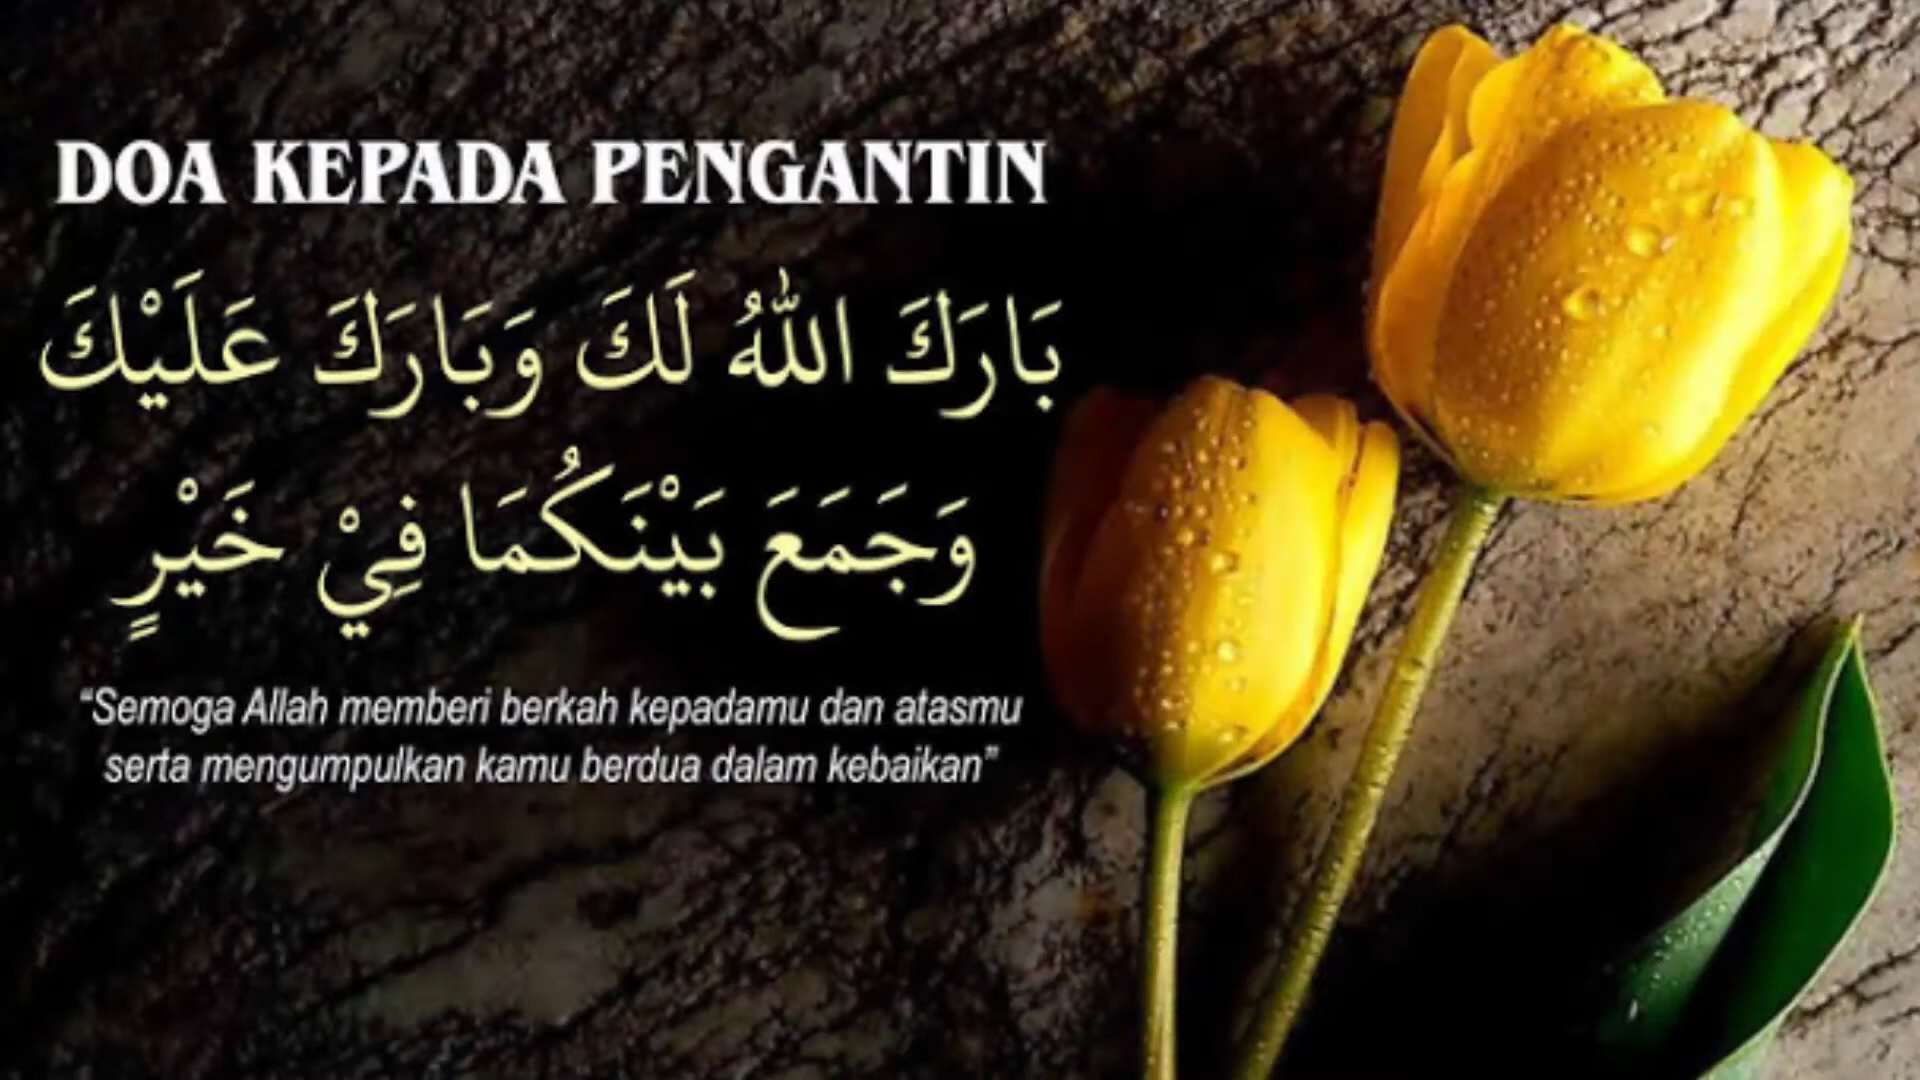 DOA KEPADA PENGANTIN
بَارَكَ اللهُ لَكَ وَبَارَكَ عَلَيْكَ
وَجَمَعَ بَيْنَكُمَا فِيْ خَيْرٍ
“Semoga Allah memberi berkah kepadamu dan atasmu
serta mengumpulkan kamu berdua dalam kebaikan”